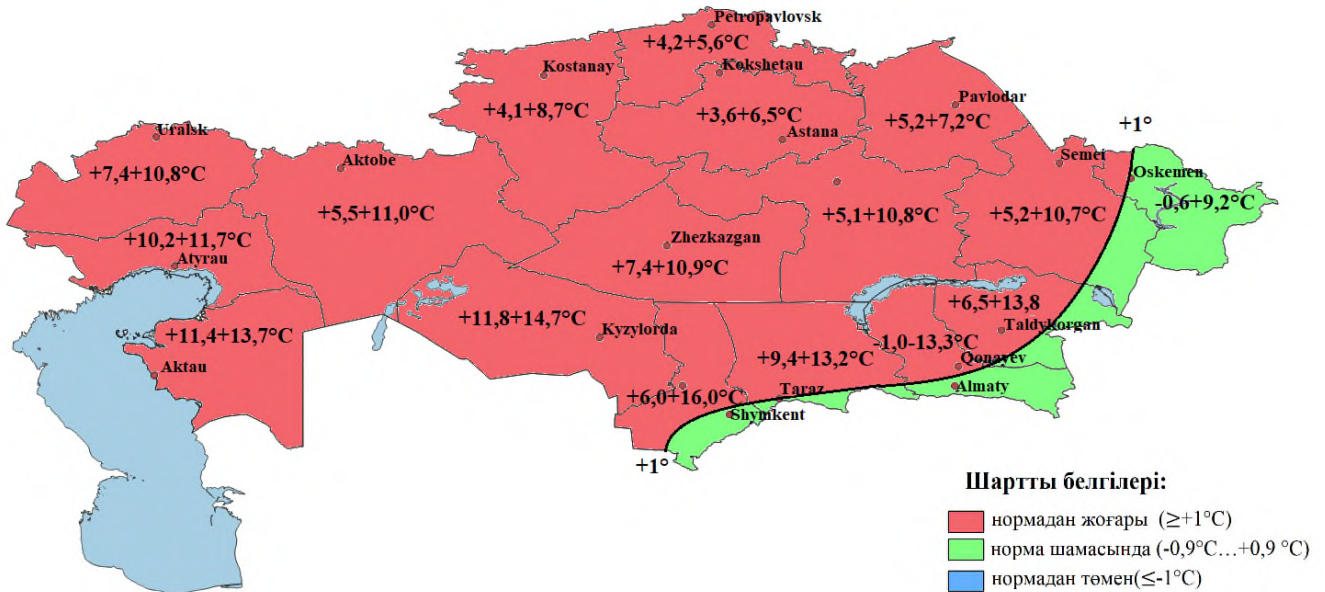 Petropavlovsk
+4,2+5,6°C
Kostanay
Kokshetau
+4,1+8,7°C
Pavlodar
+3,6+6,5°C
+5,2+7,2°C
+1°
Uralsk
Astana
Aktobe
Semei
Oskemen
+7,4+10,8°C
+5,5+11,0°C
+5,1+10,8°C
+5,2+10,7°C
-0,6+9,2°C
+10,2+11,7°C
Zhezkazgan
Atyrau
+7,4+10,9°C
+6,5+13,8
+11,4+13,7°C
+11,8+14,7°C
Kyzylorda
Taldykorgan
-1,0-13,3°C
+9,4+13,2°C
Aktau
Qonayev
+6,0+16,0°C
Taraz
Almaty
Shymkent
+1°
Шартты белгілері:
нормадан жоғары (≥+1°C)
норма шамасында (-0,9°C...+0,9 °C)
нормадан төмен(≤-1°C)